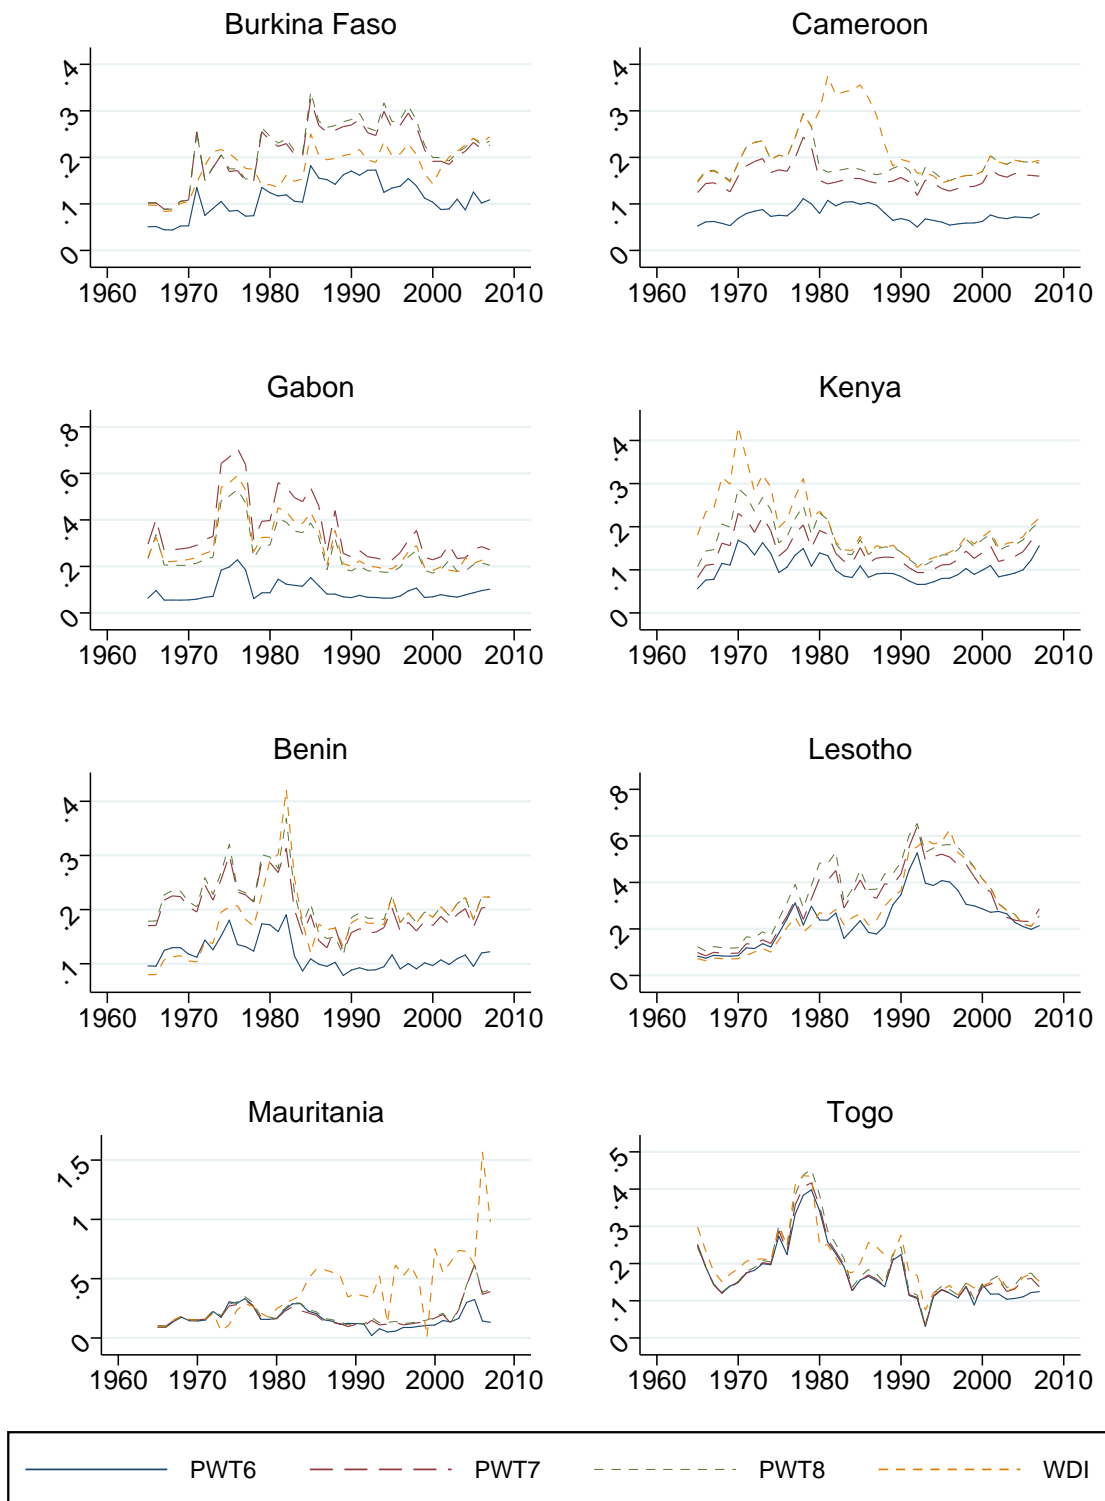 Burkina Faso Cameroon
.4 .4
.3 .3
.2 .2
.1 .1
0 0
1960 1970 1980 1990 2000 2010 1960 1970 1980 1990 2000 2010
Gabon Kenya
.8 .4
.6 .3
.4 .2
.2 .1
0 0
1960 1970 1980 1990 2000 2010 1960 1970 1980 1990 2000 2010
Benin Lesotho
.4 .8
.3 .6
.2 .4
.1 .2
0
1960 1970 1980 1990 2000 2010 1960 1970 1980 1990 2000 2010
Mauritania Togo
1.5 .5
1 .4
.5 .3
0 .2
.1
0
1960 1970 1980 1990 2000 2010 1960 1970 1980 1990 2000 2010
PWT6 PWT7 PWT8 WDI